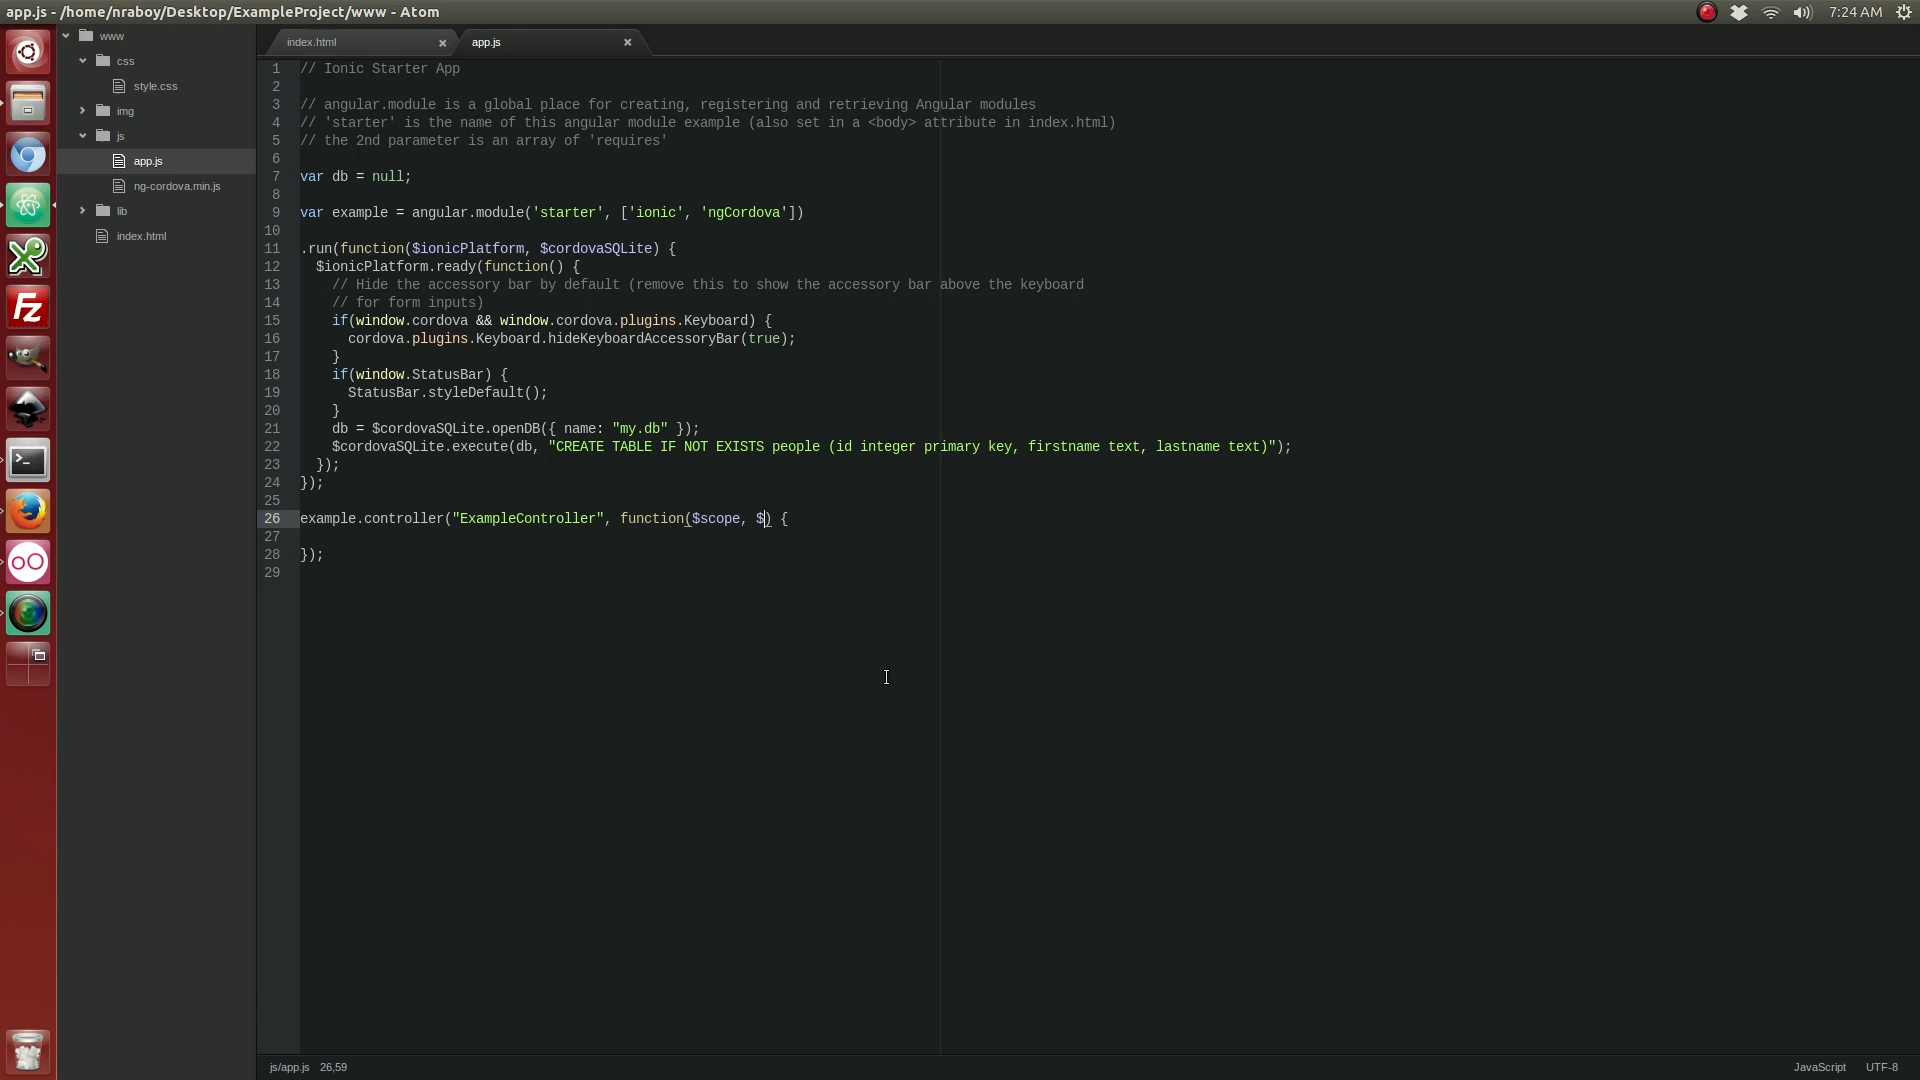 app.js - /home/nraboy/Desktop/ExampleProject/www - Atom
7:24 AM
www
css
style.css
img
js
app.js
ng-cordova.min.js
lib
index.html
index.html
app.js
1 // Ionic Starter App
2
3 // angular.module is a global place for creating, registering and retrieving Angular modules
4 // 'starter' is the name of this angular module example (also set in a <body> attribute in index.html)
5 // the 2nd parameter is an array of 'requires'
6
7 var db = null;
8
9 var example = angular.module('starter', ['ionic', 'ngCordova'])
10
11 .run(function($ionicPlatform, $cordovaSQLite) {
12   $ionicPlatform.ready(function() {
13     // Hide the accessory bar by default (remove this to show the accessory bar above the keyboard
14     // for form inputs)
15     if(window.cordova && window.cordova.plugins.Keyboard) {
16       cordova.plugins.Keyboard.hideKeyboardAccessoryBar(true);
17     }
18     if(window.StatusBar) {
19       StatusBar.styleDefault();
20     }
21     db = $cordovaSQLite.openDB({ name: "my.db" });
22     $cordovaSQLite.execute(db, "CREATE TABLE IF NOT EXISTS people (id integer primary key, firstname text, lastname text)");
23   });
24 });
25
26 example.controller("ExampleController", function($scope, $) {
27
28 });
29
js/app.js 26,59
JavaScript UTF-8